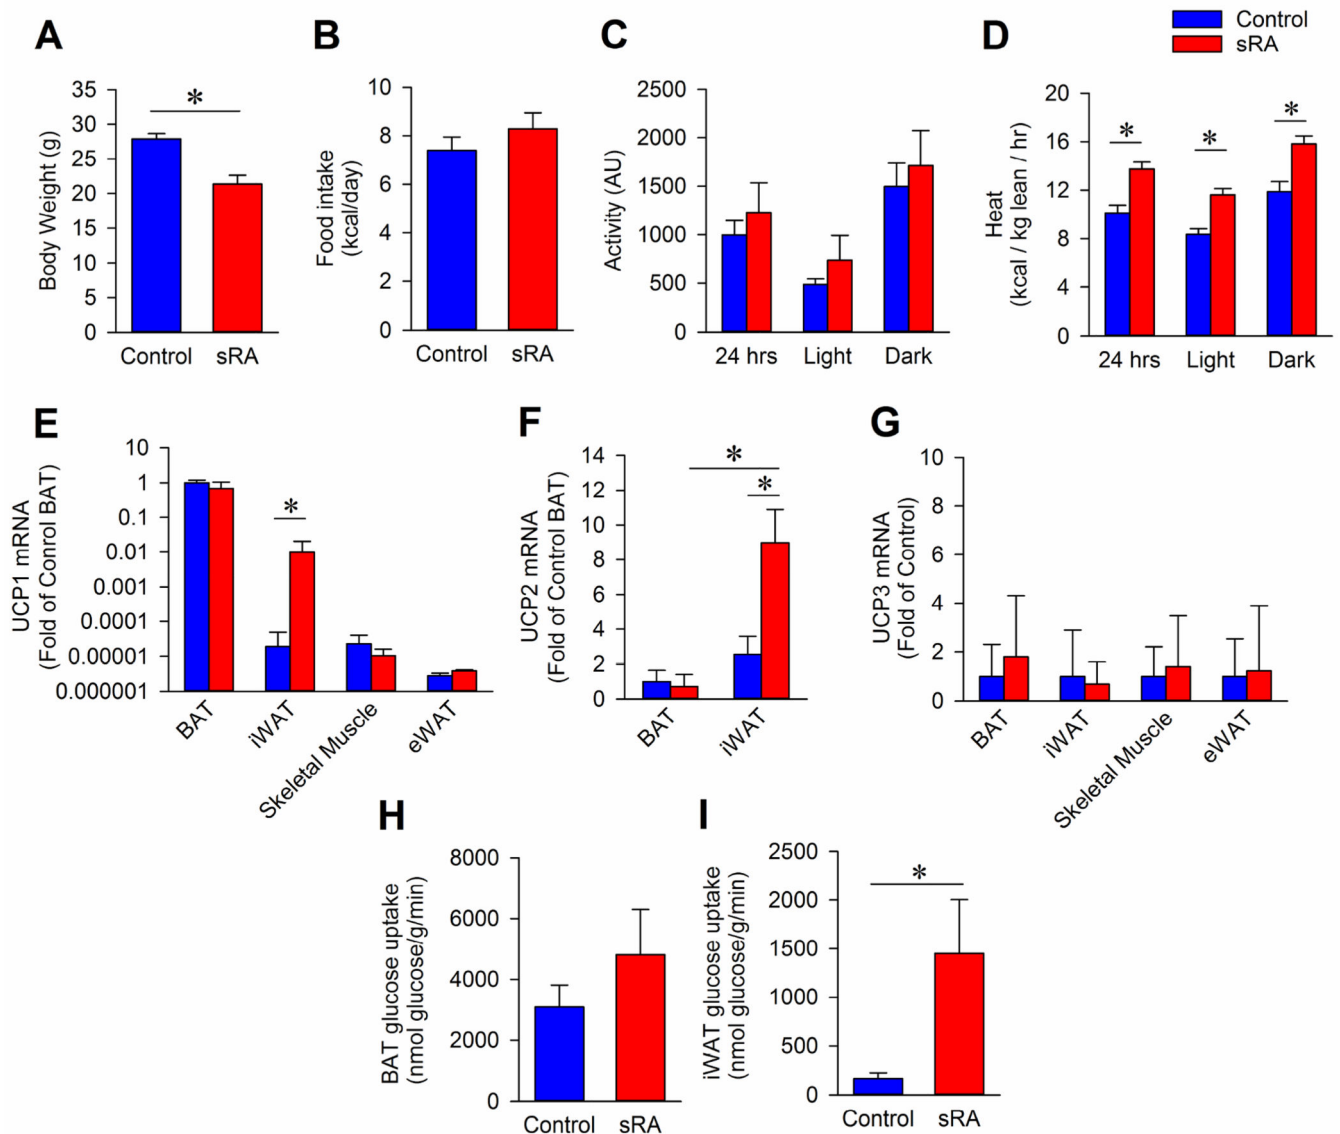 Control
sRA
A
Body Weight (g)
35
30
25
20
15
10
5
0
*
Control
sRA
B
Food intake
(kcal/day)
10
8
6
4
2
0
Control
sRA
C
Activity (AU)
2500
2000
1500
1000
500
0
24 hrs
Light
Dark
D
Heat
(kcal / kg lean / hr)
20
16
12
8
4
0
*
*
*
24 hrs
Light
Dark
E
UCP1 mRNA
(Fold of Conrol BAT)
10
1
0.1
0.01
0.001
0.0001
0.00001
0.000001
*
BAT
iWAT
Skeletal Muscle
eWAT
F
UCP2 mRNA
(Fold of Control BAT)
14
12
10
8
6
4
2
0
*
*
BAT
iWAT
G
UCP3 mRNA
(Fold of Control)
10
8
6
4
2
0
BAT
iWAT
Skeletal Muscle
eWAT
H
BAT glucose uptake
(nmol glucose/g/min)
8000
6000
4000
2000
0
Control
sRA
I
iWAT glucose uptake
(nmol glucose/g/min)
2500
2000
1500
1000
500
0
*
Control
sRA